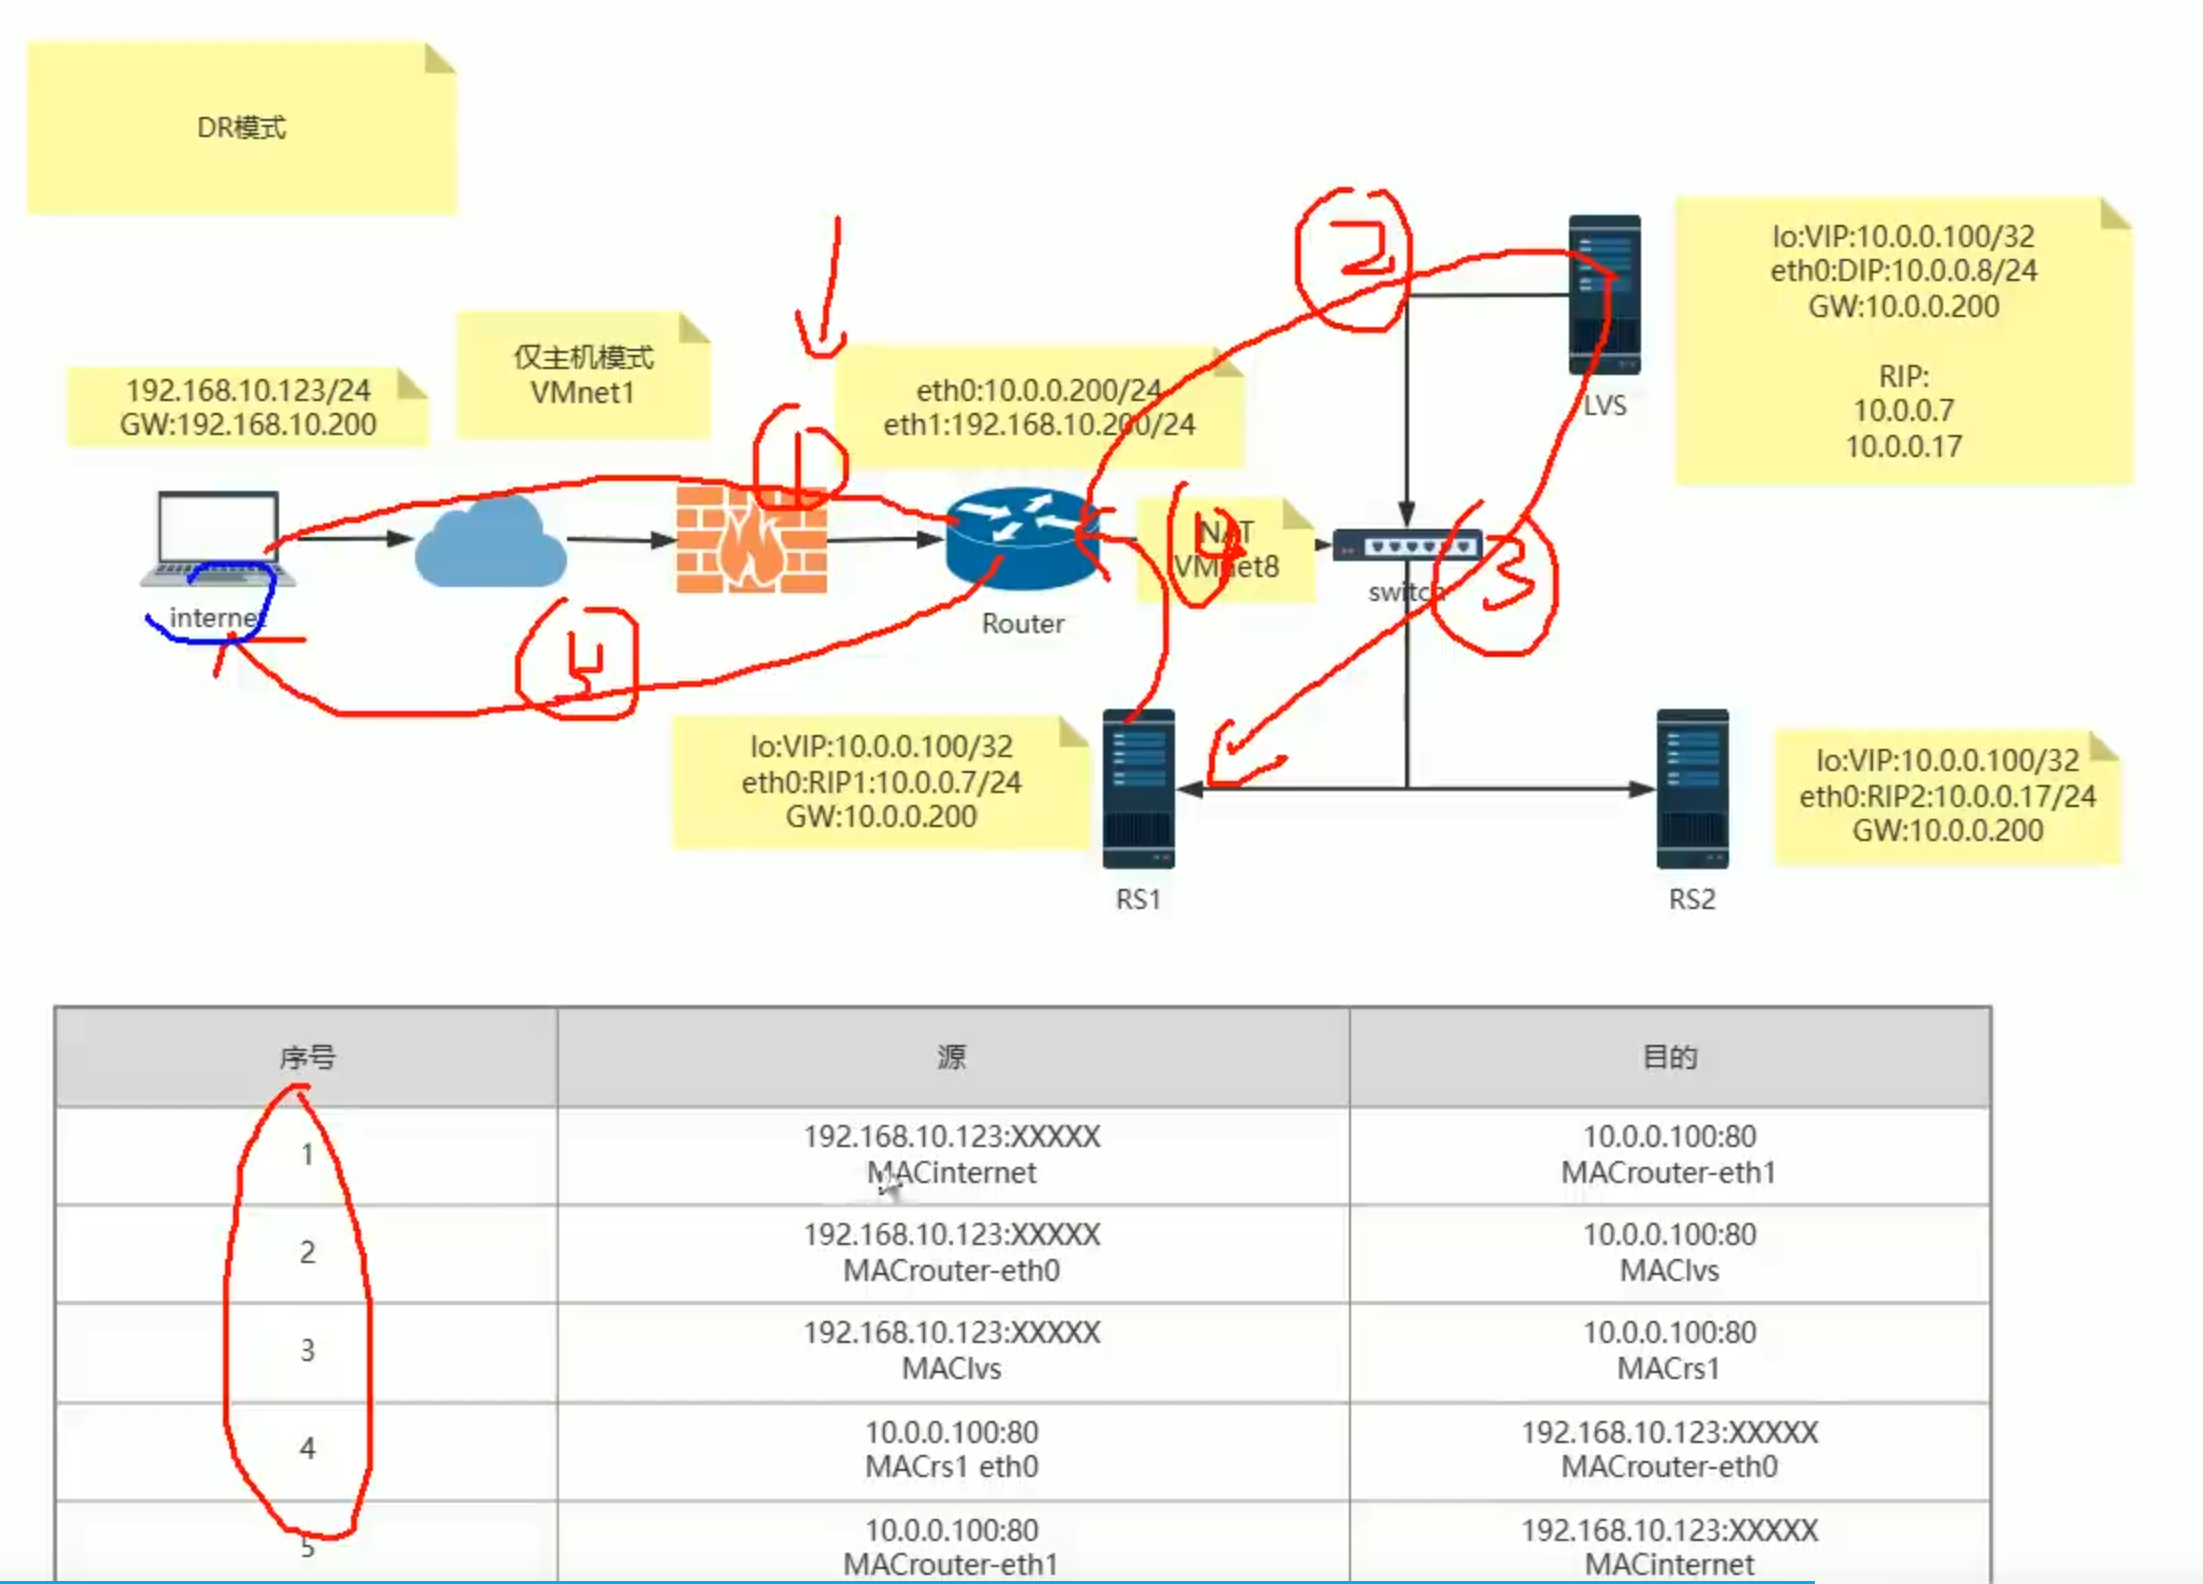 DR模式
lo:VIP:10.0.0.100/32
eth0:DIP:10.0.0.8/24
GW:10.0.0.200
RIP:
10.0.0.7
10.0.0.17
仅主机模式
VMnet1
192.168.10.123/24
GW:192.168.10.200
eth0:10.0.0.200/24
eth1:192.168.10.200/24
LVS
NAT
VMnet8
switch
internet
Router
1
2
3
4
5
lo:VIP:10.0.0.100/32
eth0:RIP1:10.0.0.7/24
GW:10.0.0.200
RS1
lo:VIP:10.0.0.100/32
eth0:RIP2:10.0.0.17/24
GW:10.0.0.200
RS2
序号 源 目的
1 192.168.10.123:XXXXX 10.0.0.100:80
MACinternet MACrouter-eth1
2 192.168.10.123:XXXXX 10.0.0.100:80
MACrouter-eth0 MAClvs
3 192.168.10.123:XXXXX 10.0.0.100:80
MAClvs MACrs1
4 10.0.0.100:80 192.168.10.123:XXXXX
MACrs1 eth0 MACrouter-eth0
5 10.0.0.100:80 192.168.10.123:XXXXX
MACrouter-eth1 MACinternet